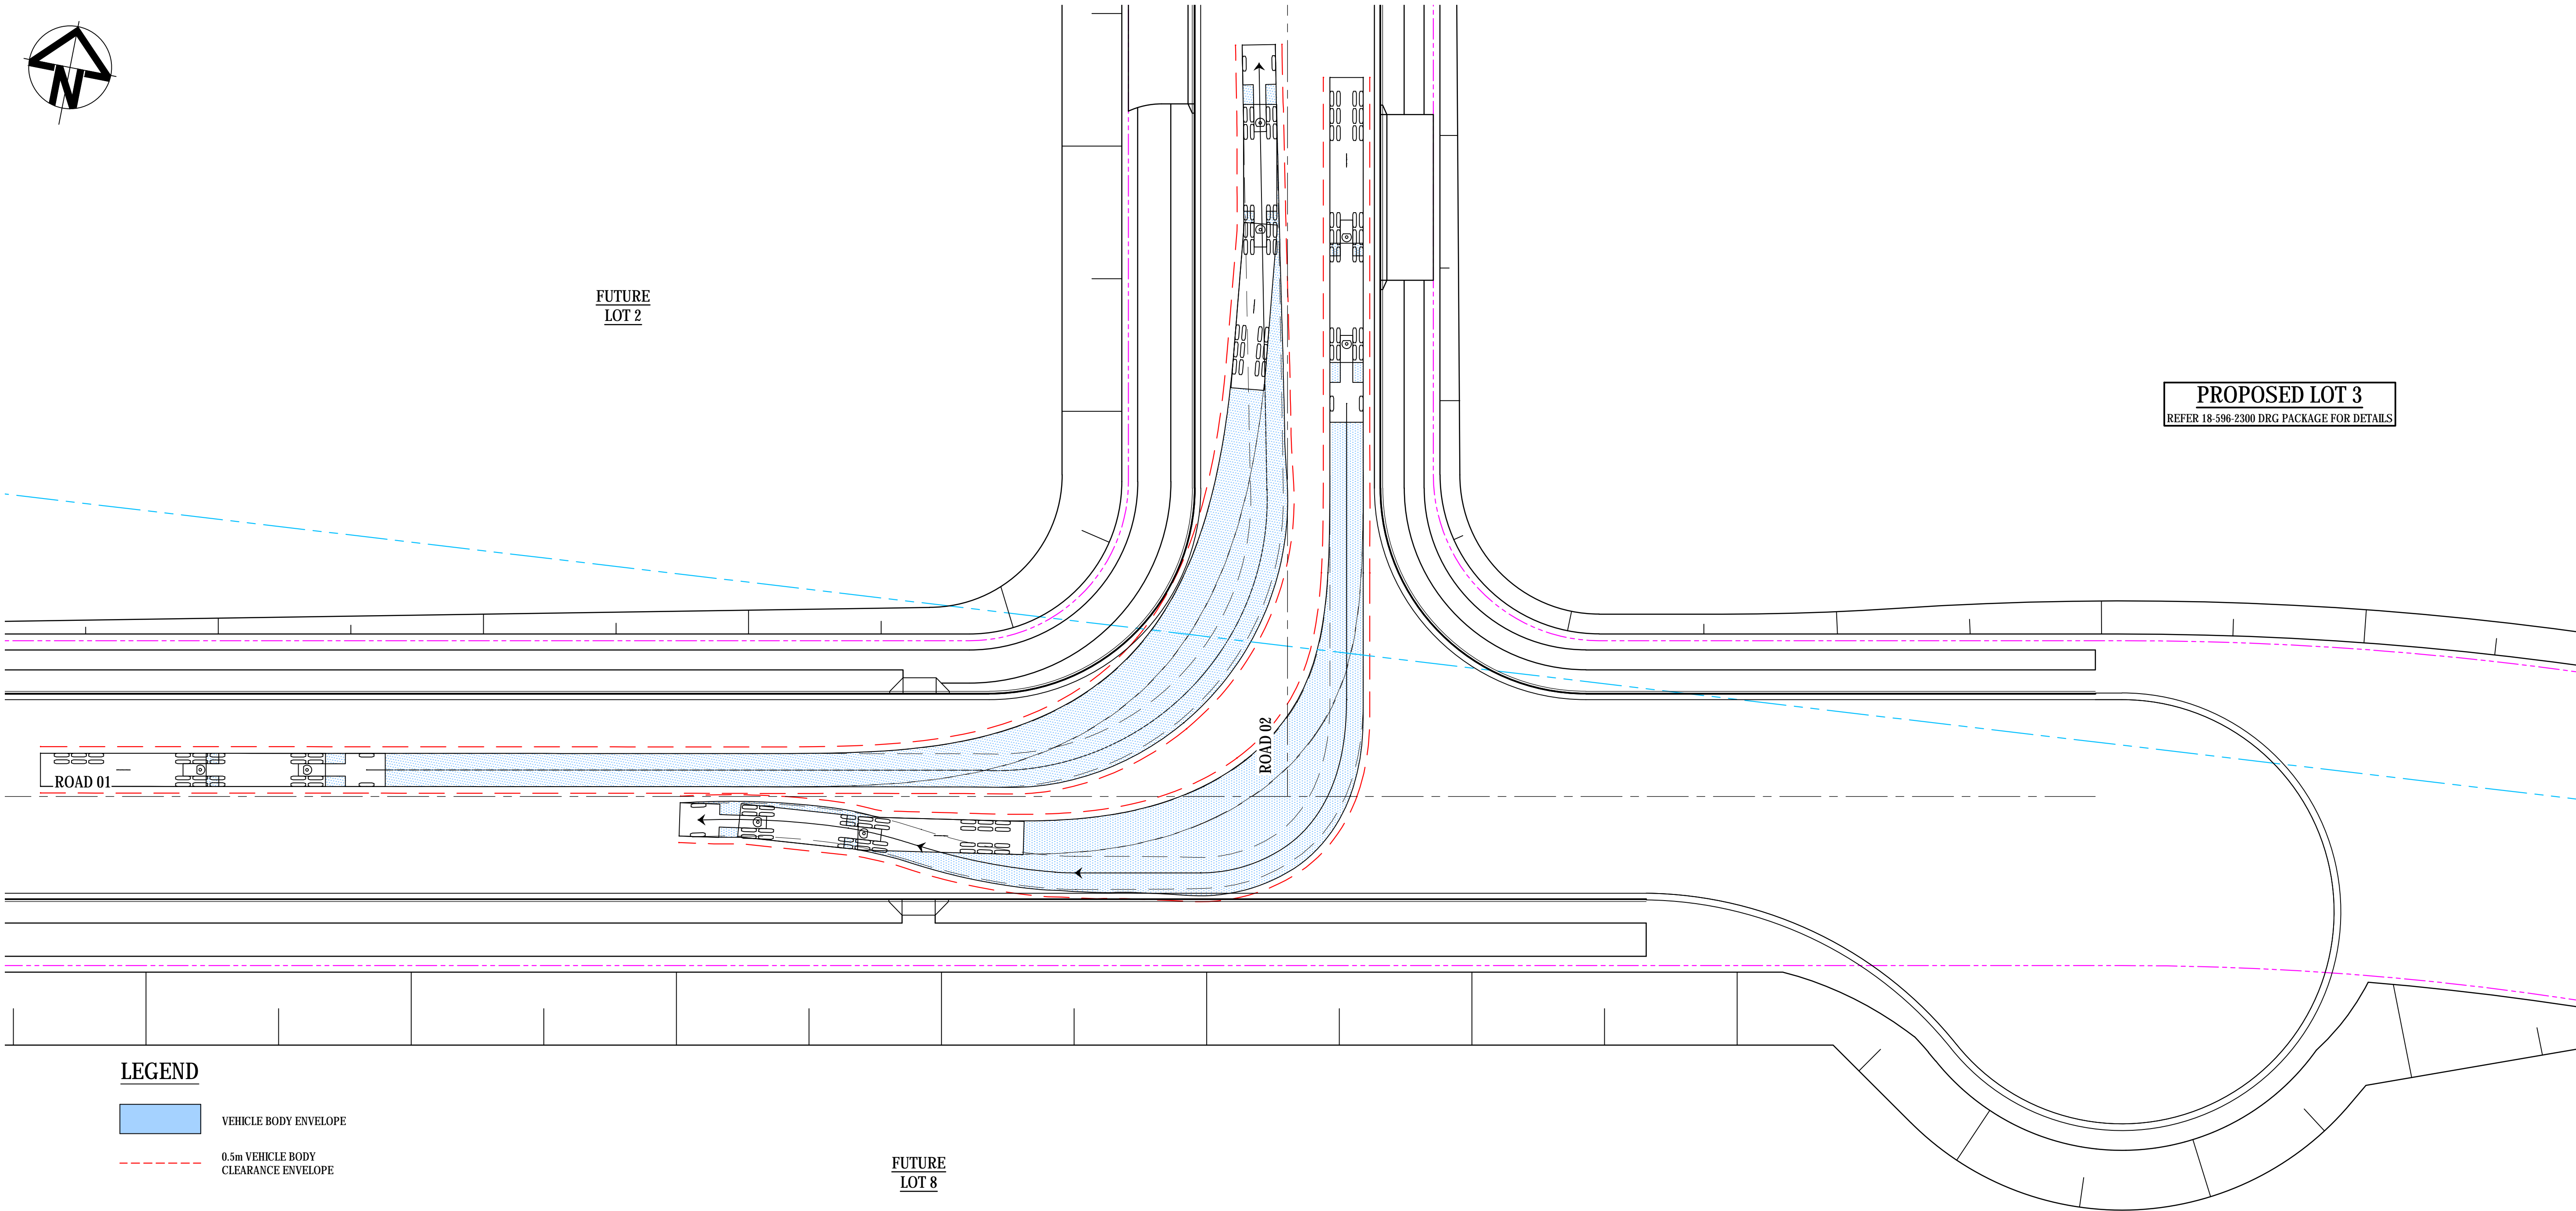 N
FUTURE
LOT 2
PROPOSED LOT 3
REFER 18-596-2300 DRG PACKAGE FOR DETAILS
ROAD 02
ROAD 01
LEGEND
VEHICLE BODY ENVELOPE
0.5m VEHICLE BODY
CLEARANCE ENVELOPE
FUTURE
LOT 8